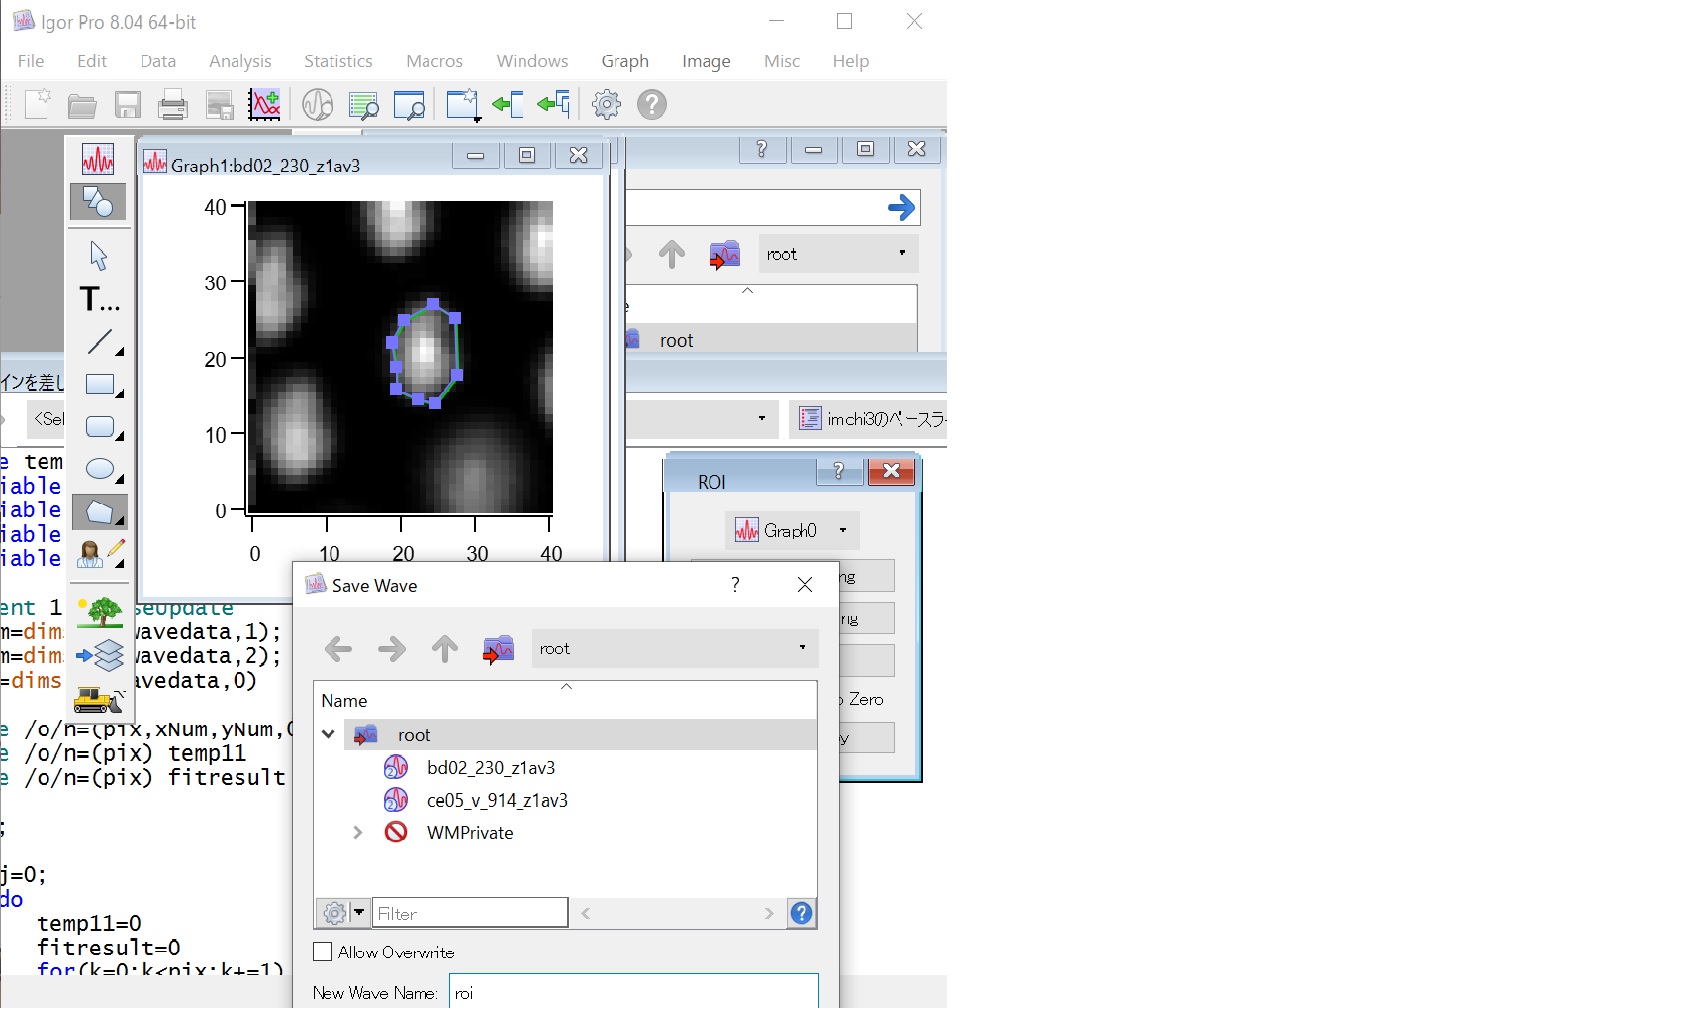 Igor Pro 8.04 64-bit
File Edit Data Analysis Statistics Macros Windows Graph Image Misc Help
Graph1:bd02_230_z1av3
40
30
20
10
0
0 10 20 30 40
T...
root
root
インを差し
<Sel
imchi3のベースラ
e tem
iable
iable
iable
iable
ent 1
seUpdate
m=dim
wavedata,1);
m=dim
wavedata,2);
=dims
avedata,0)
e /o/n=(pix,xNum,yNum,
e /o/n=(pix) temp11
e /o/n=(pix) fitresult
;
j=0;
do
temp11=0
fitresult=0
for(k=0;k<pix;k+=1)
ROI
Graph0
ng
ng
Zero
y
Save Wave
root
Name
root
bd02_230_z1av3
ce05_v_914_z1av3
WMPrivate
Filter
Allow Overwrite
New Wave Name: roi